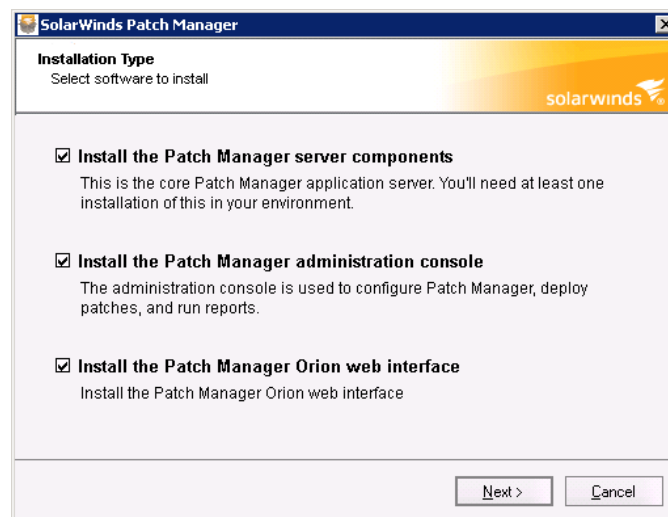 SolarWinds Patch Manager
Installation Type
Select software to install
solarwinds
Install the Patch Manager server components
This is the core Patch Manager application server. You'll need at least one
installation of this in your environment.
Install the Patch Manager administration console
The administration console is used to configure Patch Manager, deploy
patches, and run reports.
Install the Patch Manager Orion web interface
Install the Patch Manager Orion web interface
Next >
Cancel